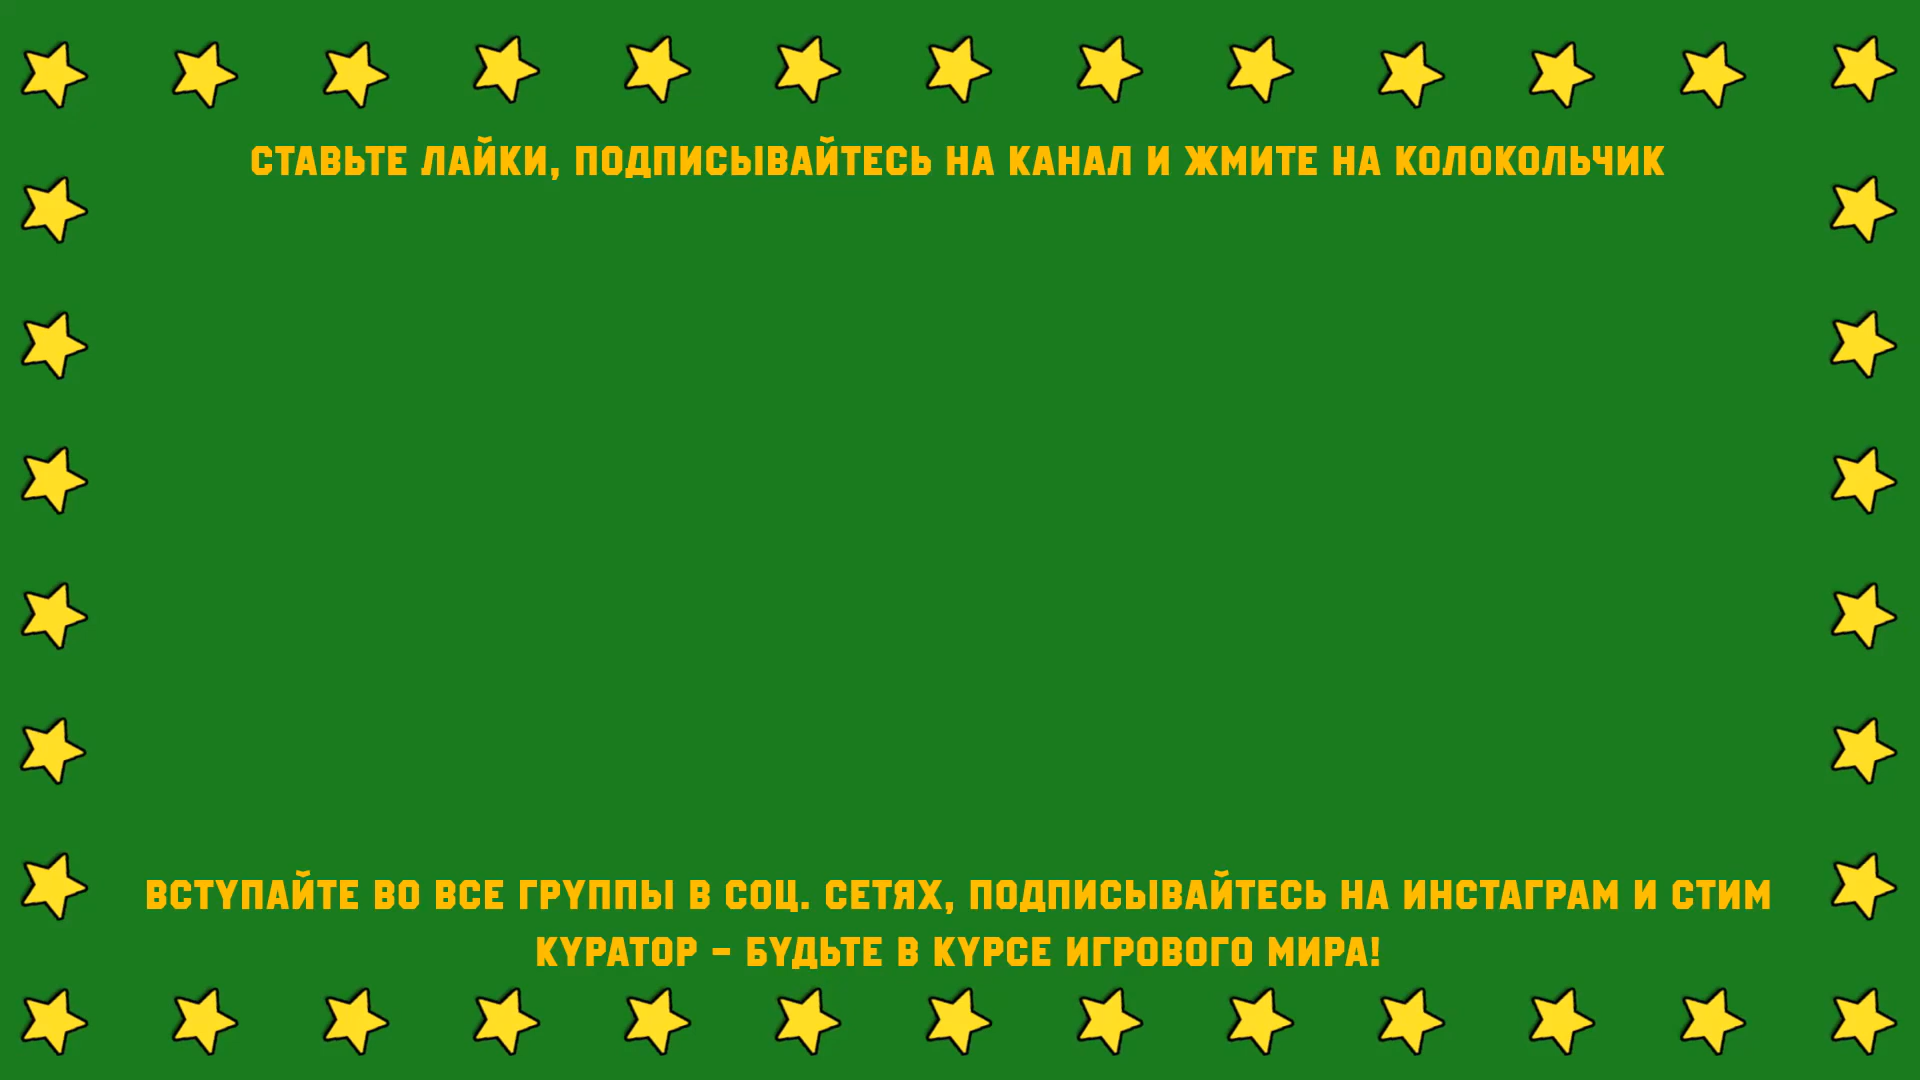 СТАВЬТЕ ЛАЙКИ, ПОДПИСЫВАЙТЕСЬ НА КАНАЛ И ЖМИТЕ НА КОЛОКОЛЬЧИК
ВСТУПАЙТЕ ВО ВСЕ ГРУППЫ В СОЦ. СЕТЯХ, ПОДПИСЫВАЙТЕСЬ НА ИНСТАГРАМ И СТИМ
КУРАТОР - БУДЬТЕ В КУРСЕ ИГРОВОГО МИРА!